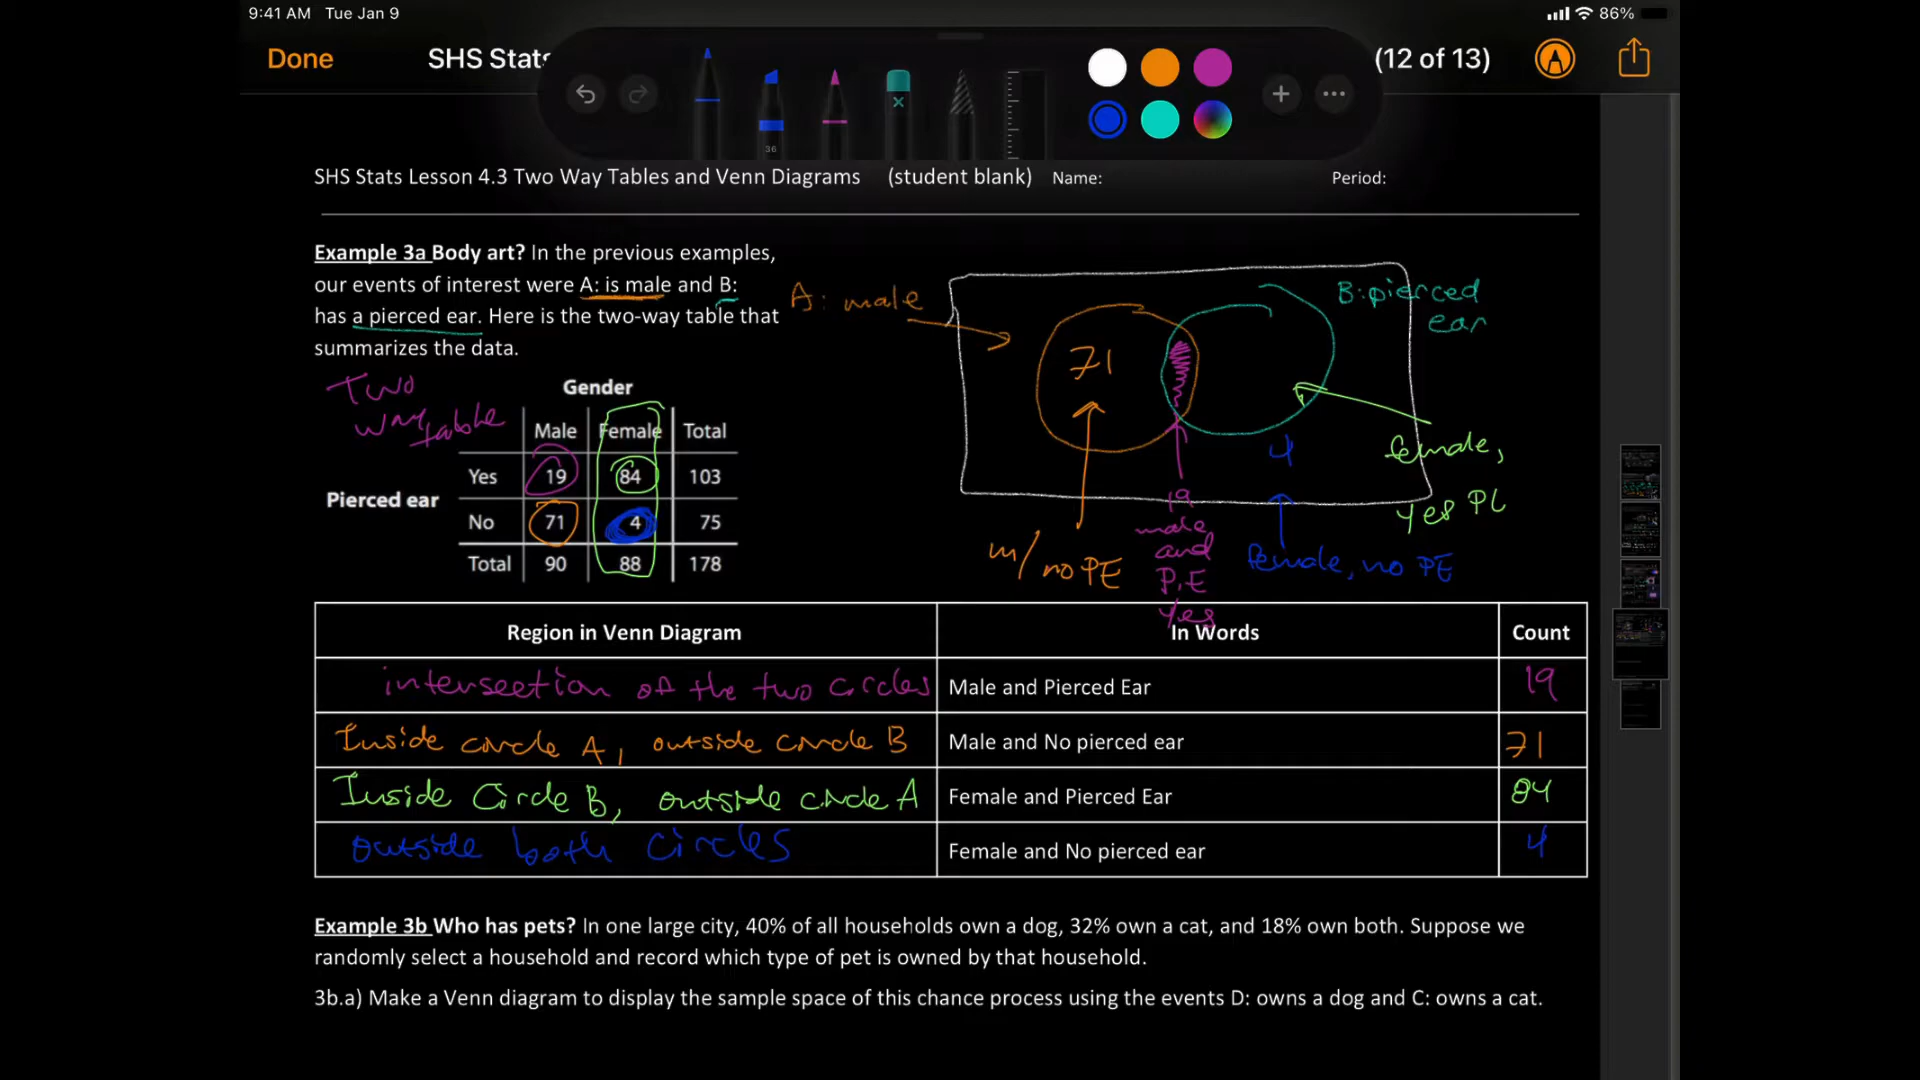 9:41 AM Tue Jan 9
86%
Done
SHS Stats
(12 of 13)
36
SHS Stats Lesson 4.3 Two Way Tables and Venn Diagrams (student blank) Name: Period:
Example 3a Body art? In the previous examples,
our events of interest were A: is male and B:
has a pierced ear. Here is the two-way table that
summarizes the data.
A: male
B: pierced
ear
Two
way table
Gender
Male Female Total
Yes 19 84 103
Pierced ear
No 71 4 75
Total 90 88 178
71
4
female,
yes
19
male
and
P.E
yes
m/ no PE
female, no PE
Region in Venn Diagram In Words Count
intersection of the two circles Male and Pierced Ear 19
Inside circle A, outside circle B Male and No pierced ear 71
Inside Circle B, outside circle A Female and Pierced Ear 84
outside both circles Female and No pierced ear 4
Example 3b Who has pets? In one large city, 40% of all households own a dog, 32% own a cat, and 18% own both. Suppose we
randomly select a household and record which type of pet is owned by that household.
3b.a) Make a Venn diagram to display the sample space of this chance process using the events D: owns a dog and C: owns a cat.